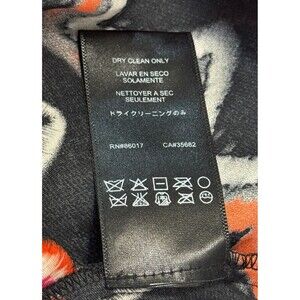 DRY CLEAN ONLY
LAVAR EN SECO
SOLAMENTE
NETTOYER A SEC
SEULEMENT
ドライクリーニングのみ
RN#86017 CA#35682